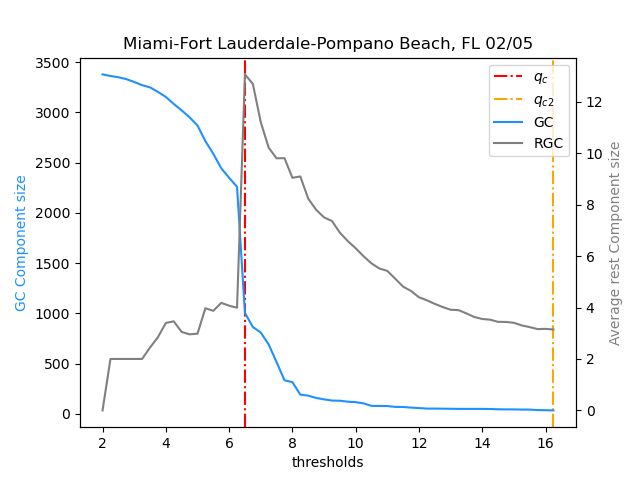 Miami-Fort Lauderdale-Pompano Beach, FL 02/05
3500
3000
2500
2000
1500
1000
500
0
GC Component size
q_c
q_c2
GC
RGC
12
10
8
6
4
2
0
Average rest Component size
2 4 6 8 10 12 14 16
thresholds